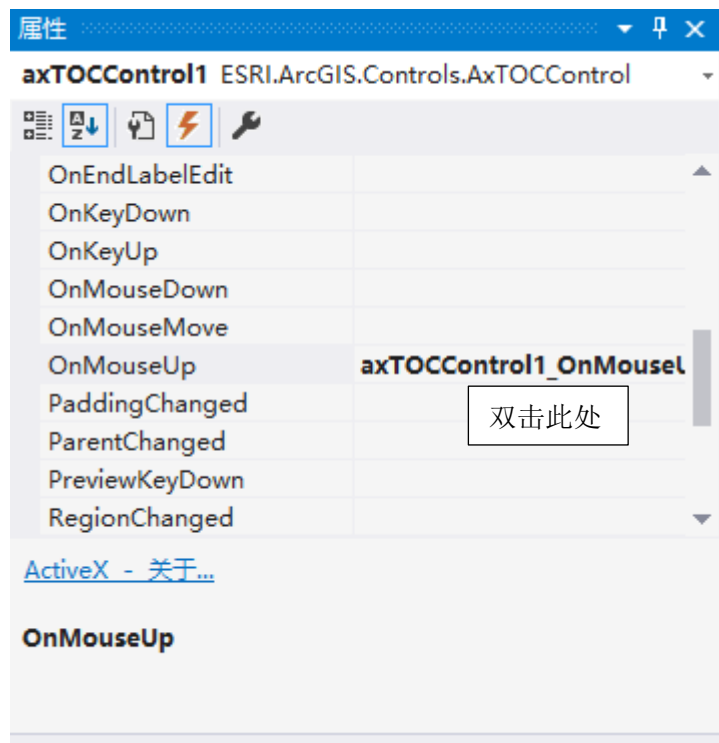 属性
axTOCControl1 ESRI.ArcGIS.Controls.AxTOCControl
OnEndLabelEdit
OnKeyDown
OnKeyUp
OnMouseDown
OnMouseMove
OnMouseUp axTOCControl1_OnMouseU
PaddingChanged
双击此处
ParentChanged
PreviewKeyDown
RegionChanged
ActiveX - 关于...
OnMouseUp